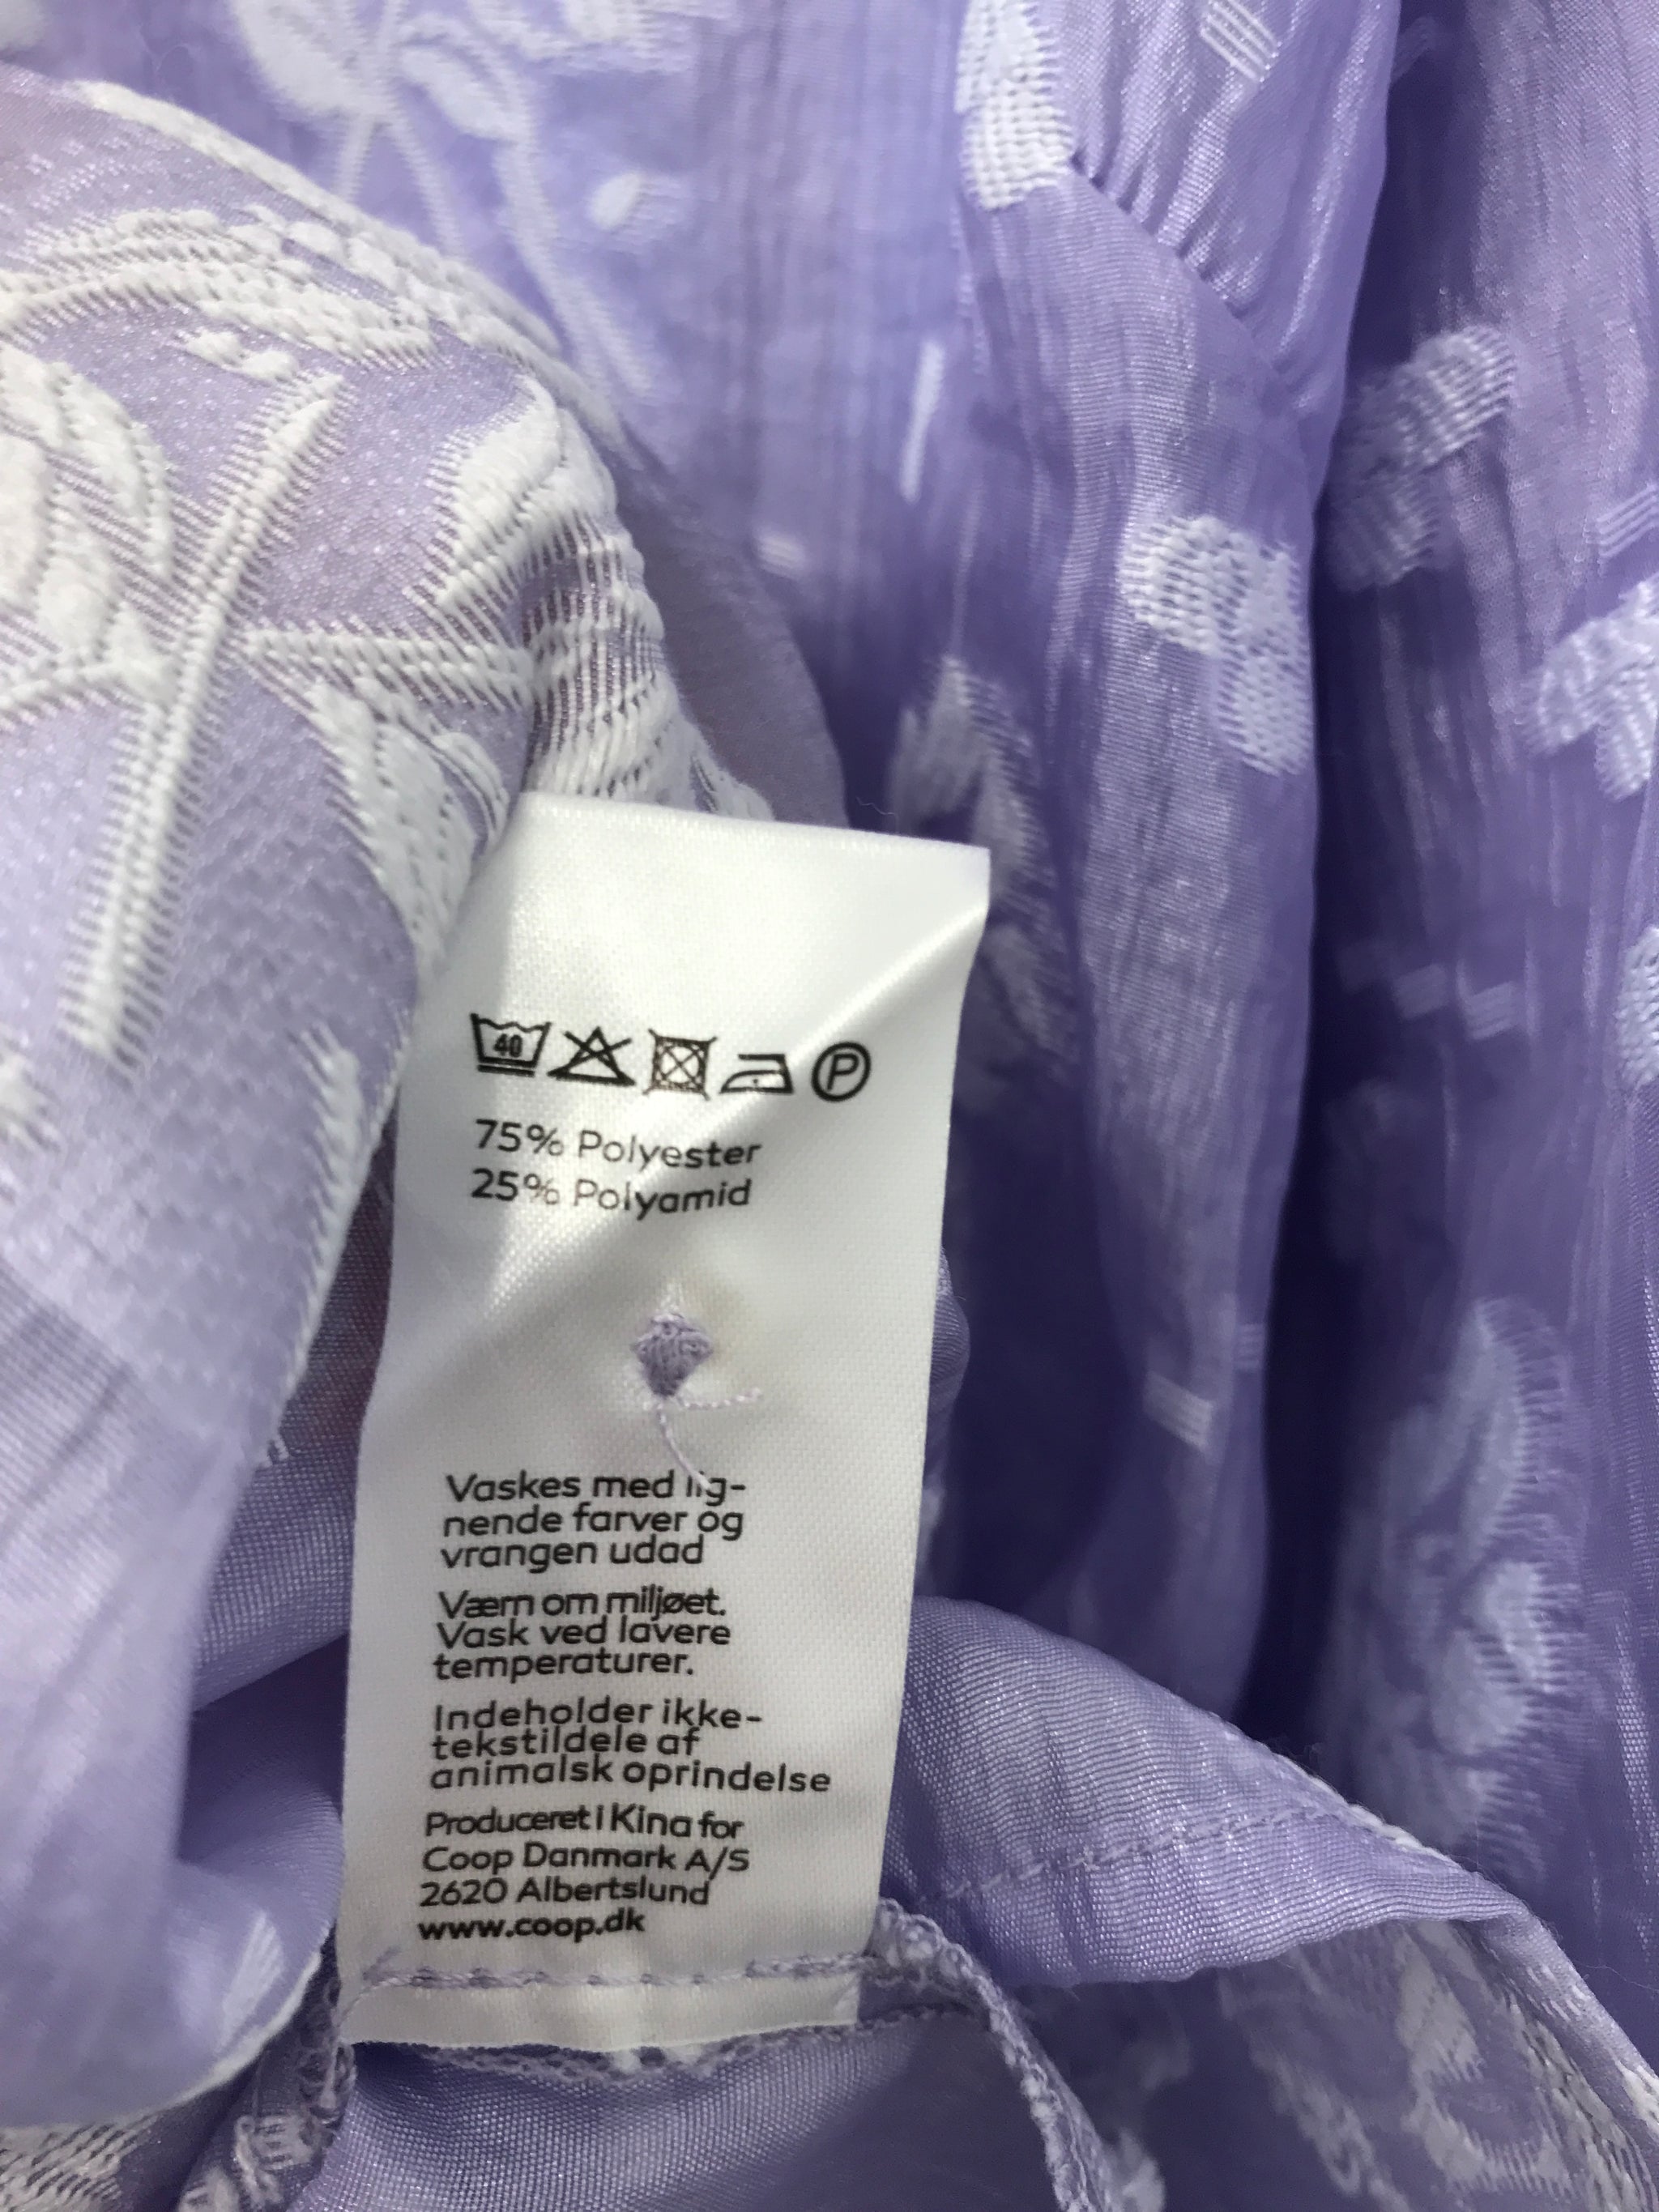 40
P
75% Polyester
25% Polyamid
Vaskes med lig-
nende farver og
vrangen udad
Værn om miljøet.
Vask ved lavere
temperaturer.
Indeholder ikke-
tekstildele af
animalsk oprindelse
Produceret i Kina for
Coop Danmark A/S
2620 Albertslund
www.coop.dk